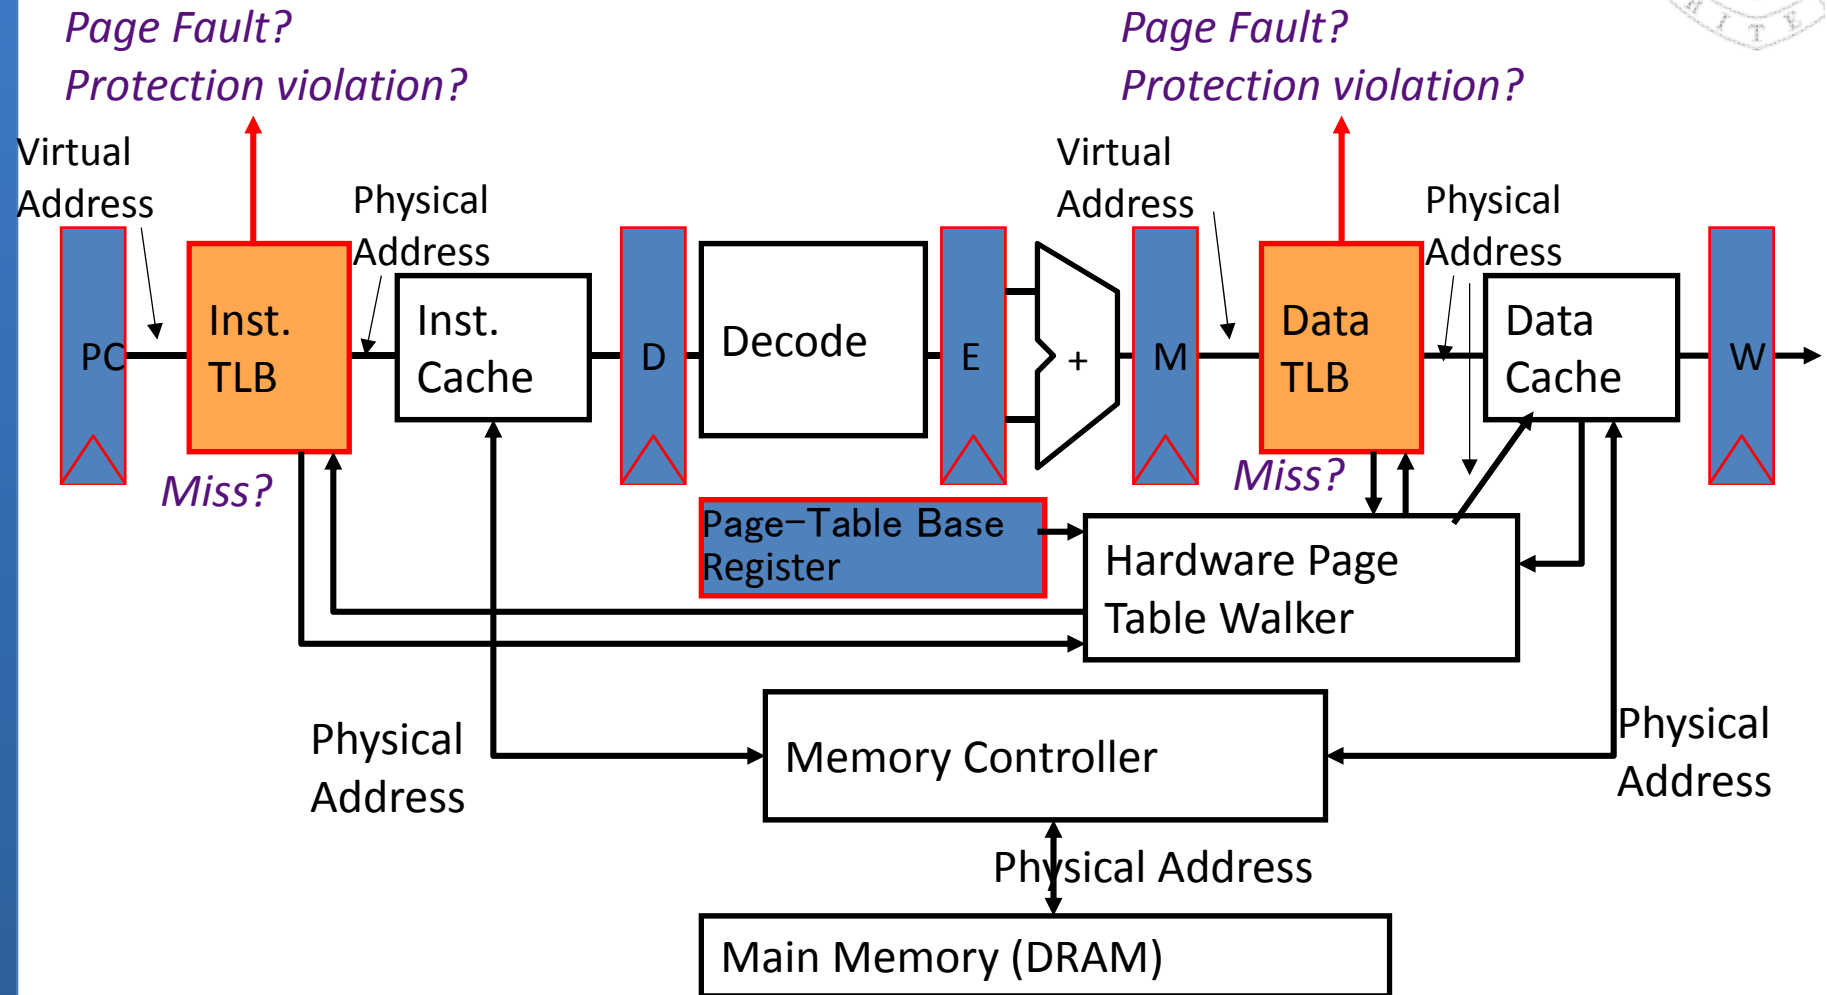 Page Fault?
Protection violation?
Page Fault?
Protection violation?
Virtual
Address
Physical
Address
Virtual
Address
Physical
Address
PC
Inst.
TLB
Inst.
Cache
D
Decode
E
+
M
Data
TLB
Data
Cache
W
Miss?
Miss?
Page-Table Base
Register
Hardware Page
Table Walker
Physical
Address
Memory Controller
Physical
Address
Physical Address
Main Memory (DRAM)